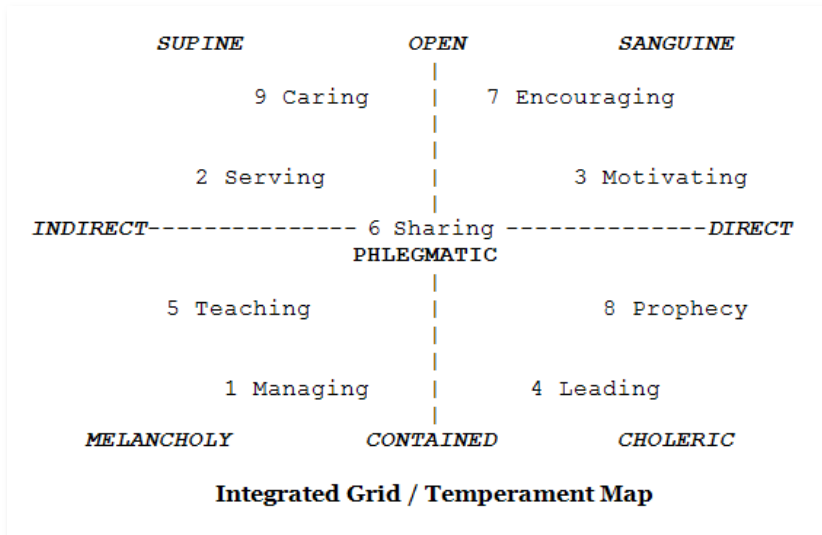 SUPINE OPEN SANGUINE
9 Caring 7 Encouraging
2 Serving 3 Motivating
INDIRECT--------------- 6 Sharing --------------DIRECT
PHLEGMATIC
5 Teaching 8 Prophecy
1 Managing 4 Leading
MELANCHOLY CONTAINED CHOLERIC
Integrated Grid / Temperament Map